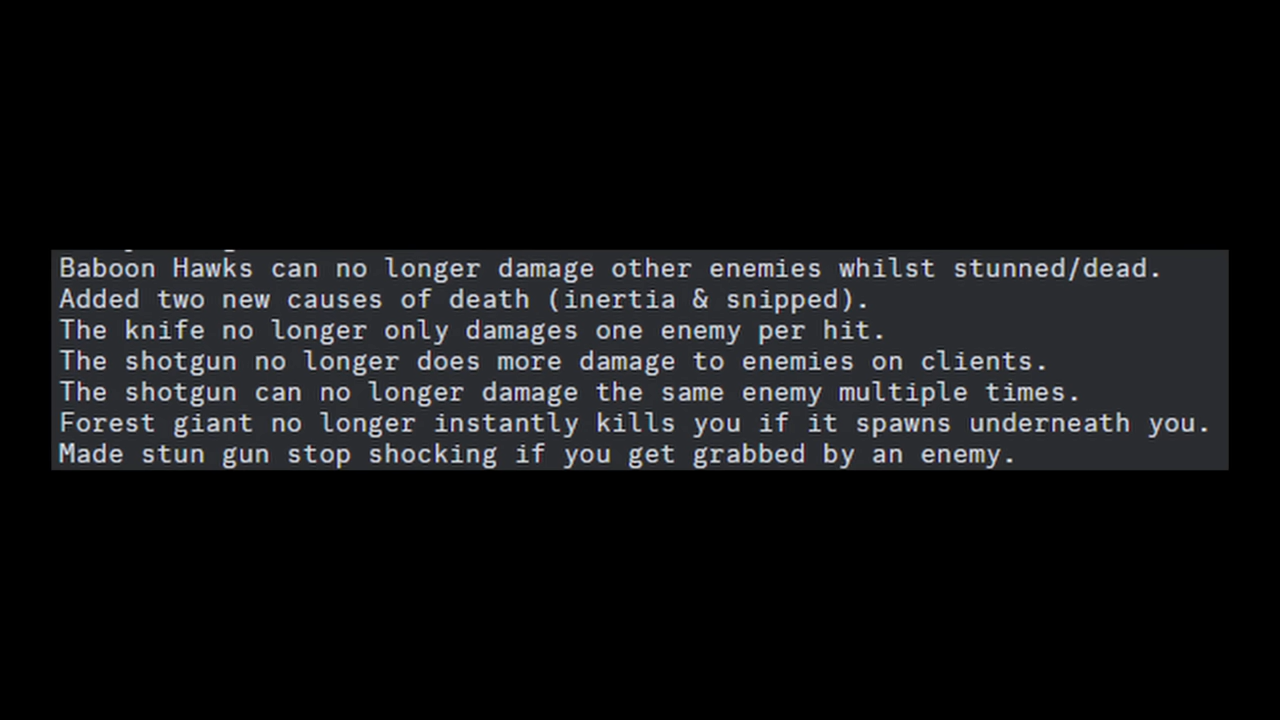 Baboon Hawks can no longer damage other enemies whilst stunned/dead.
Added two new causes of death (inertia & snipped).
The knife no longer only damages one enemy per hit.
The shotgun no longer does more damage to enemies on clients.
The shotgun can no longer damage the same enemy multiple times.
Forest giant no longer instantly kills you if it spawns underneath you.
Made stun gun stop shocking if you get grabbed by an enemy.